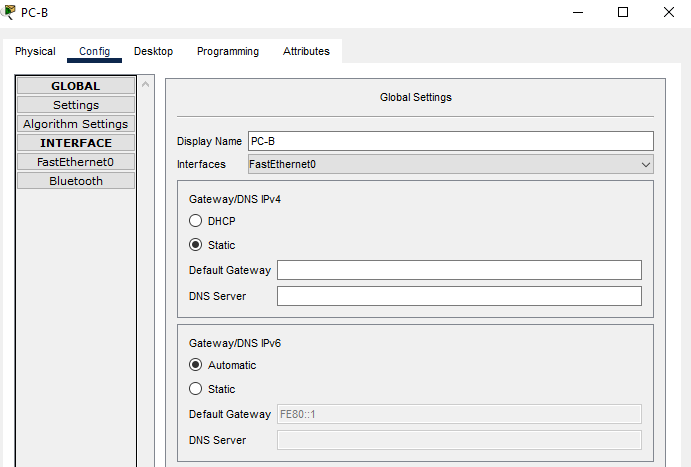 PC-B
Physical Config Desktop Programming Attributes
GLOBAL
Settings
Algorithm Settings
INTERFACE
FastEthernet0
Bluetooth
Global Settings
Display Name PC-B
Interfaces FastEthernet0
Gateway/DNS IPv4
DHCP
Static
Default Gateway
DNS Server
Gateway/DNS IPv6
Automatic
Static
Default Gateway FE80::1
DNS Server